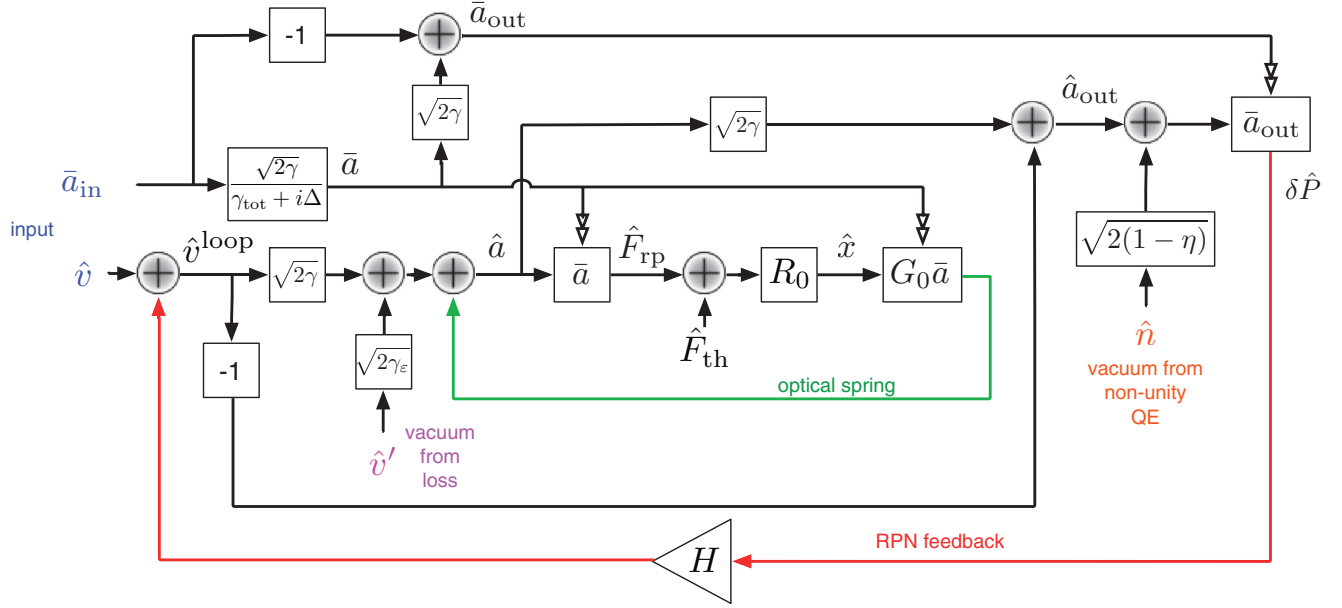 -1
ā_out
√2γ
√2γ
â_out
ā_out
ā_in
√2γ / (γ_tot + iΔ)
ā
δP̂
input
√2(1 − η)
v̂
v̂^loop
√2γ
â
ā
F̂_rp
R_0
x̂
G_0ā
-1
√2γ_ε
F̂_th
n̂
vacuum from
non-unity
QE
optical spring
v̂′
vacuum
from
loss
RPN feedback
H